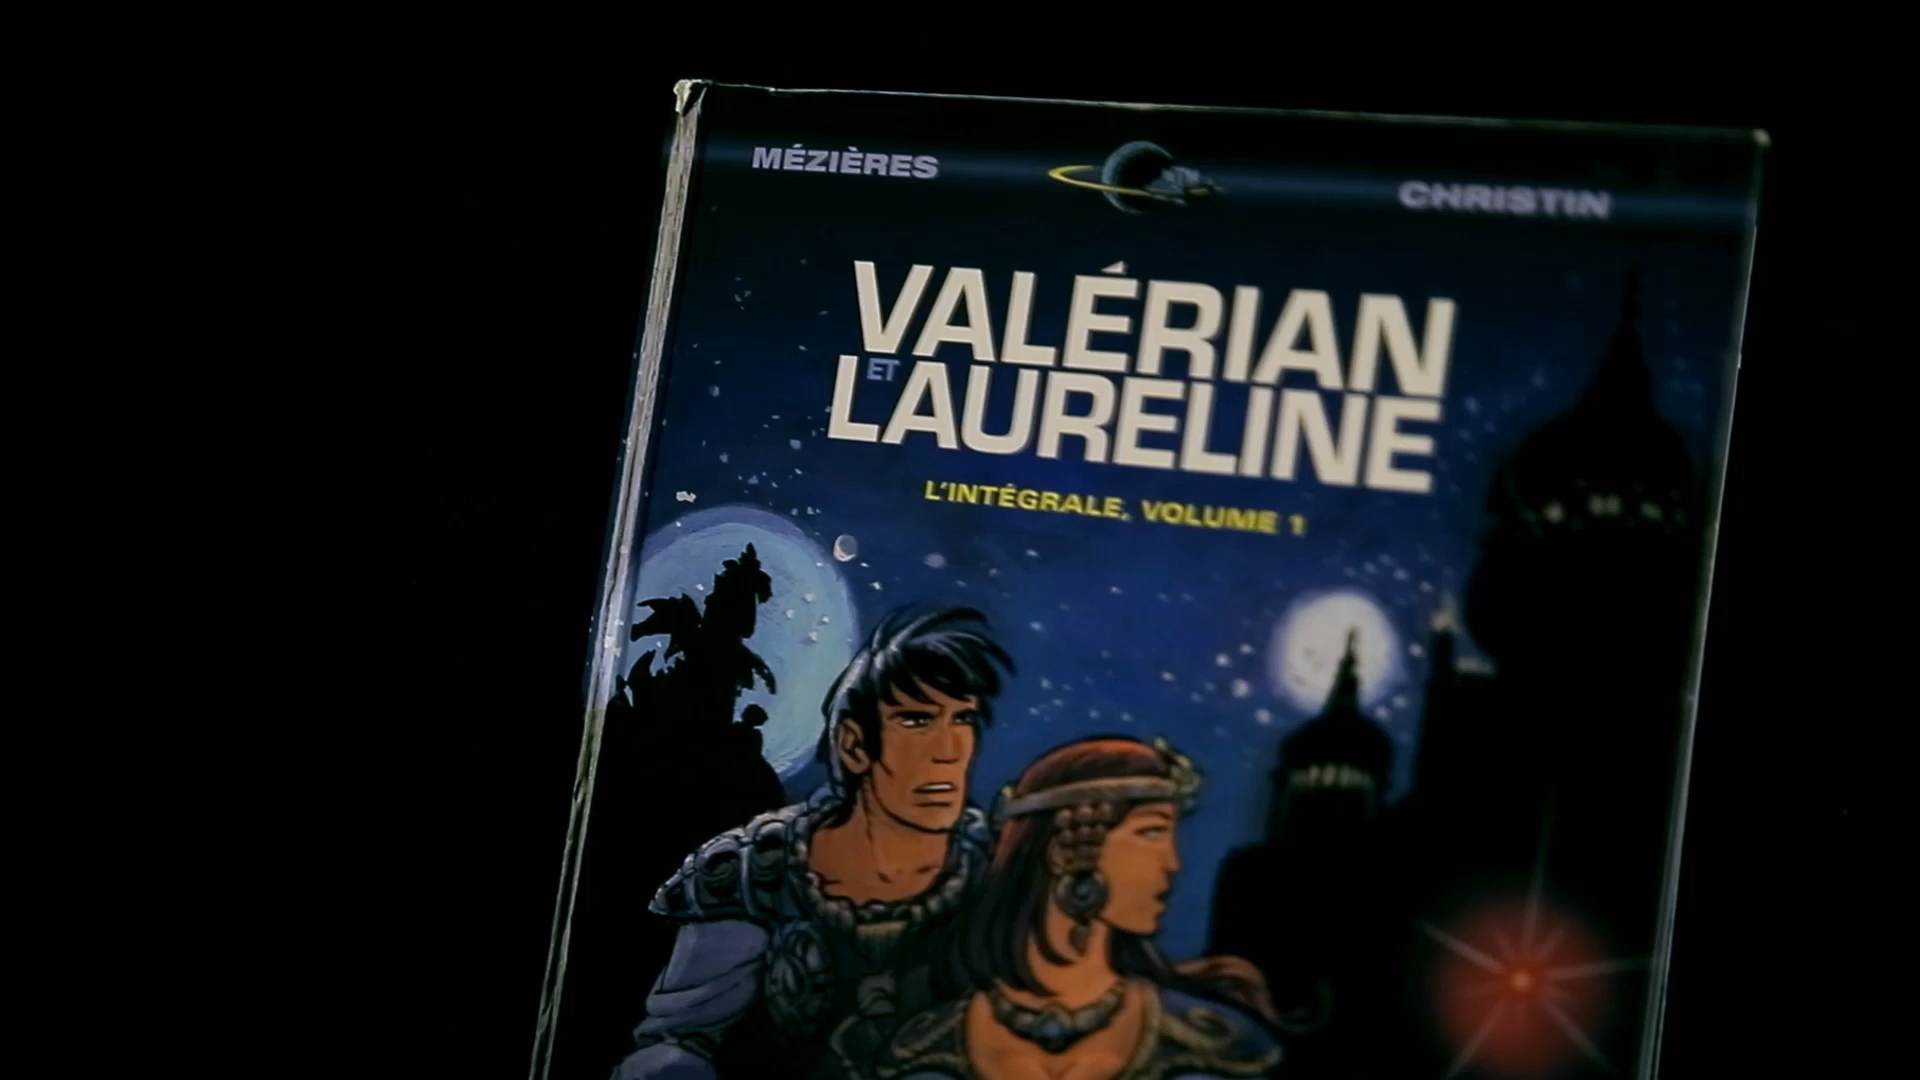 MÉZIÈRES
CHRISTIN
VALÉRIAN
ET
LAURELINE
L'INTÉGRALE, VOLUME 1